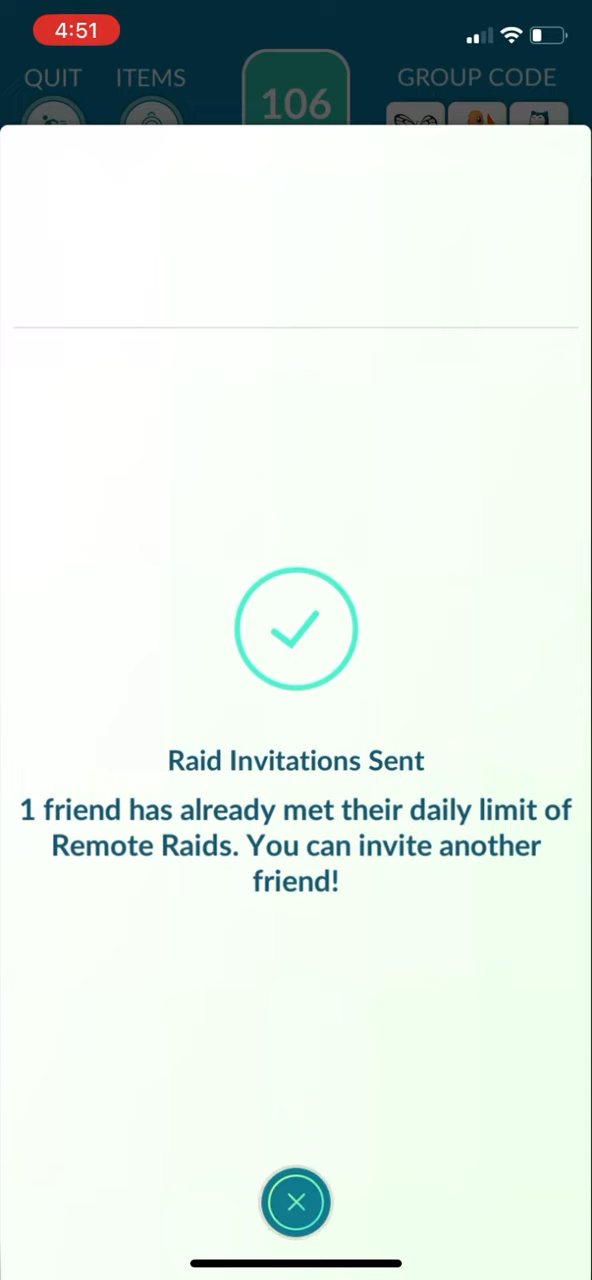 4:51
QUIT ITEMS 106 GROUP CODE
Raid Invitations Sent
1 friend has already met their daily limit of
Remote Raids. You can invite another
friend!